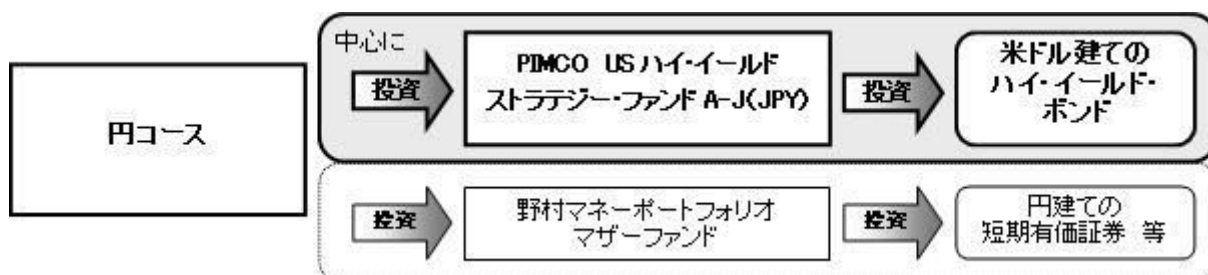 円コース
中心に
投資
PIMCO USハイ・イールド
ストラテジー・ファンド A-J(JPY)
投資
米ドル建ての
ハイ・イールド・
ボンド
投資
野村マネーポートフォリオ
マザーファンド
投資
円建ての
短期有価証券 等